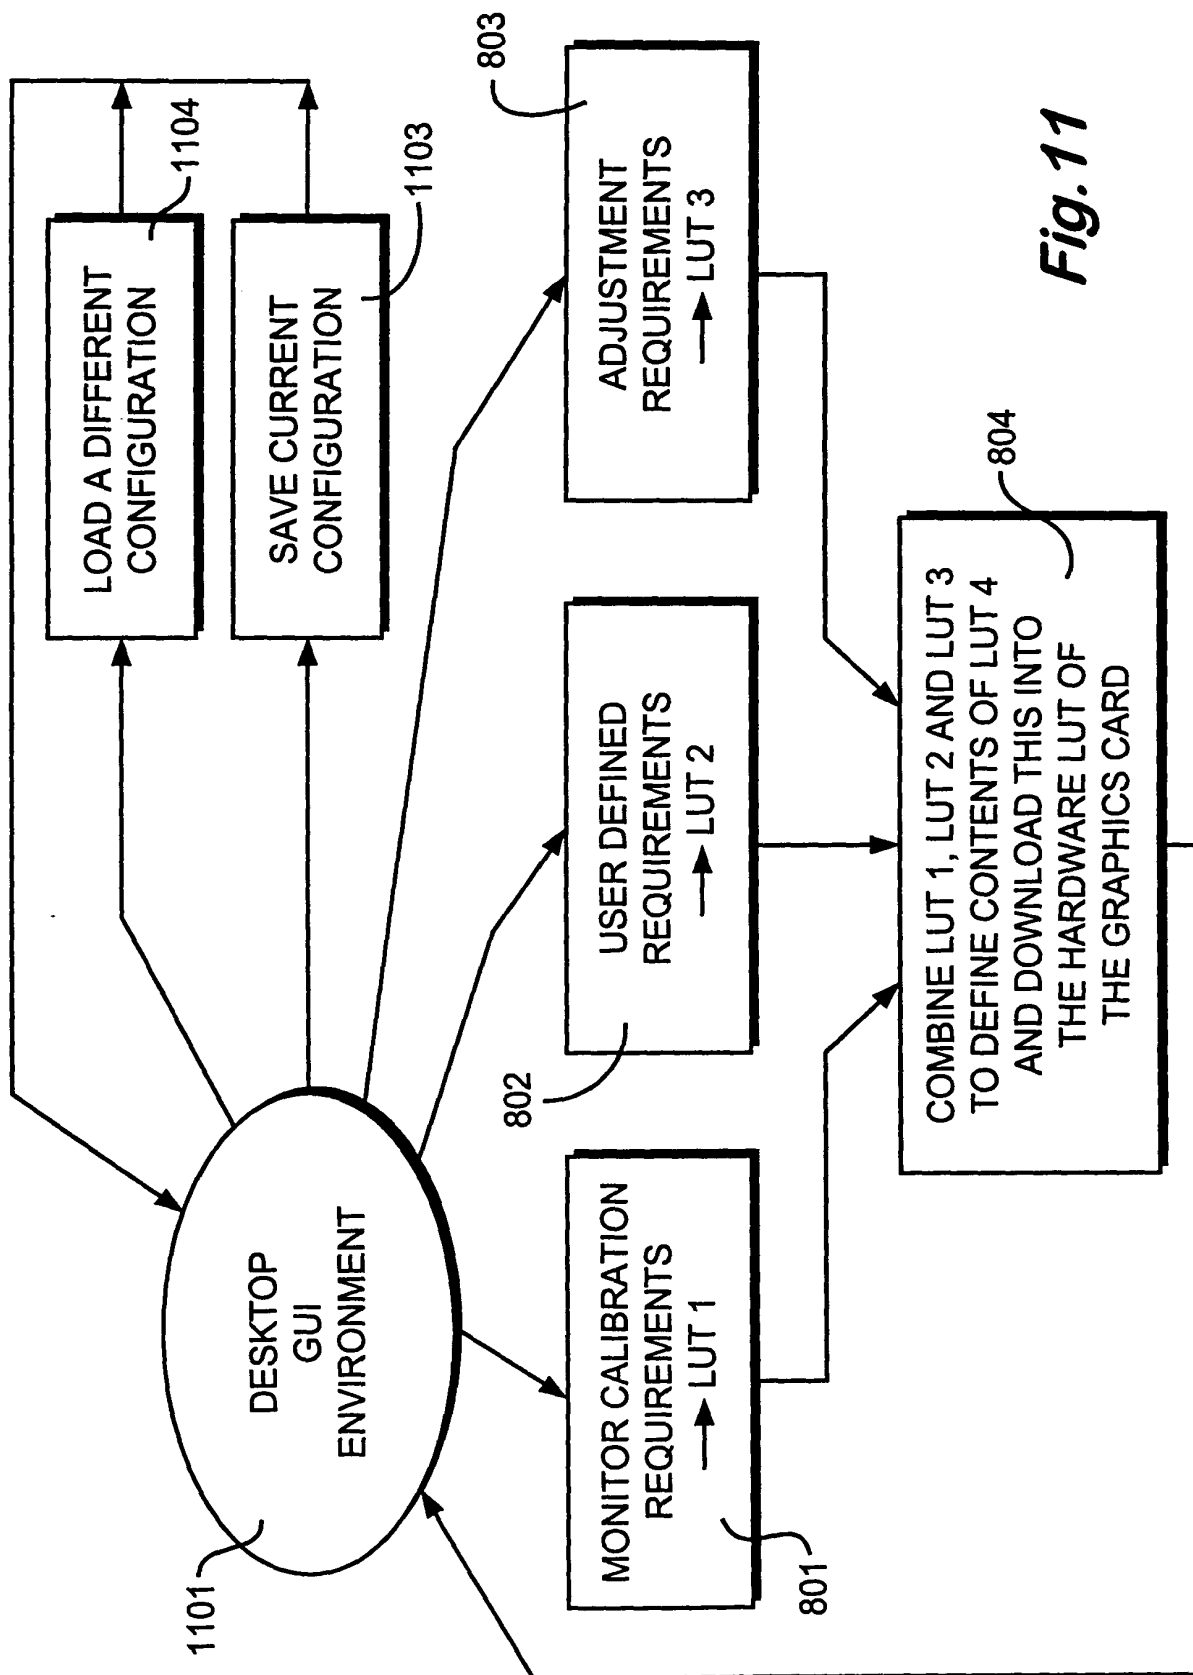 1101
DESKTOP
GUI
ENVIRONMENT
LOAD A DIFFERENT
CONFIGURATION
1104
SAVE CURRENT
CONFIGURATION
1103
MONITOR CALIBRATION
REQUIREMENTS
LUT 1
801
USER DEFINED
REQUIREMENTS
LUT 2
802
ADJUSTMENT
REQUIREMENTS
LUT 3
803
COMBINE LUT 1, LUT 2 AND LUT 3
TO DEFINE CONTENTS OF LUT 4
AND DOWNLOAD THIS INTO
THE HARDWARE LUT OF
THE GRAPHICS CARD
804
Fig.11